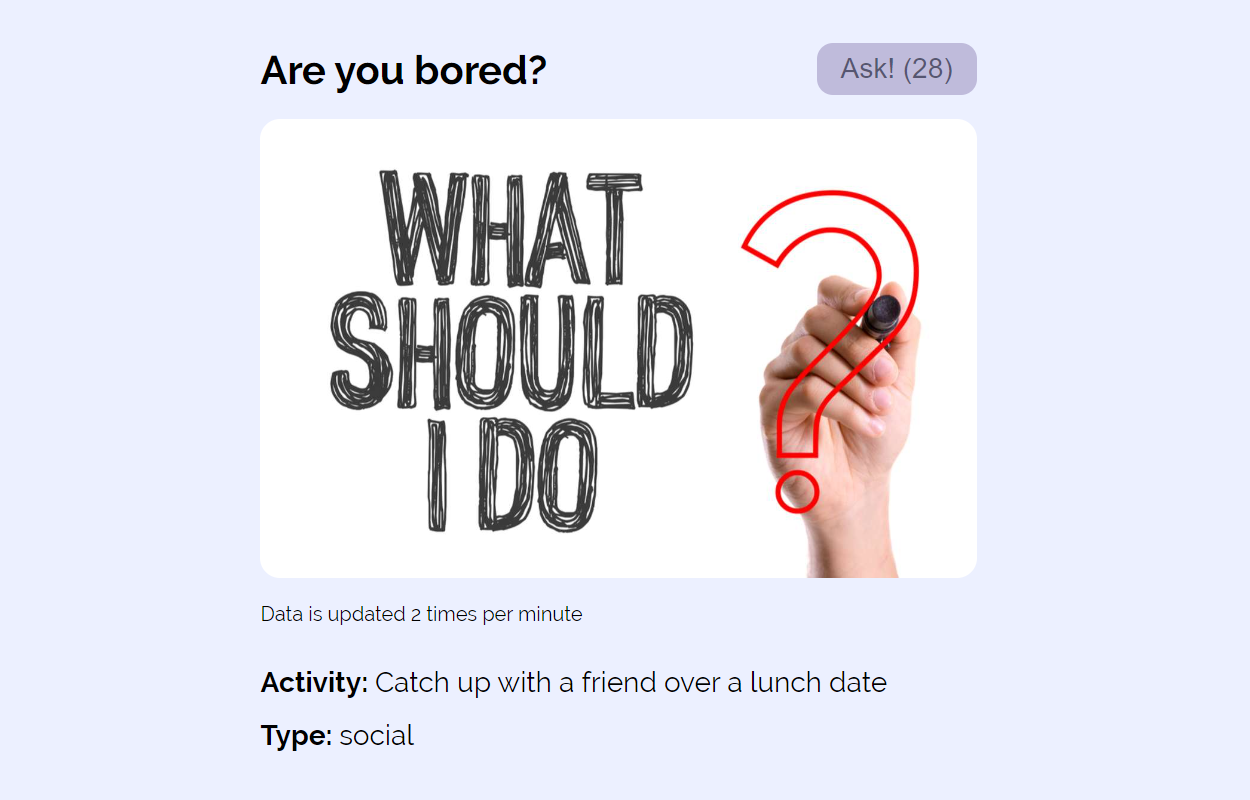 Are you bored?
Ask! (28)
WHAT
SHOULD
I DO
?
Data is updated 2 times per minute
Activity: Catch up with a friend over a lunch date
Type: social